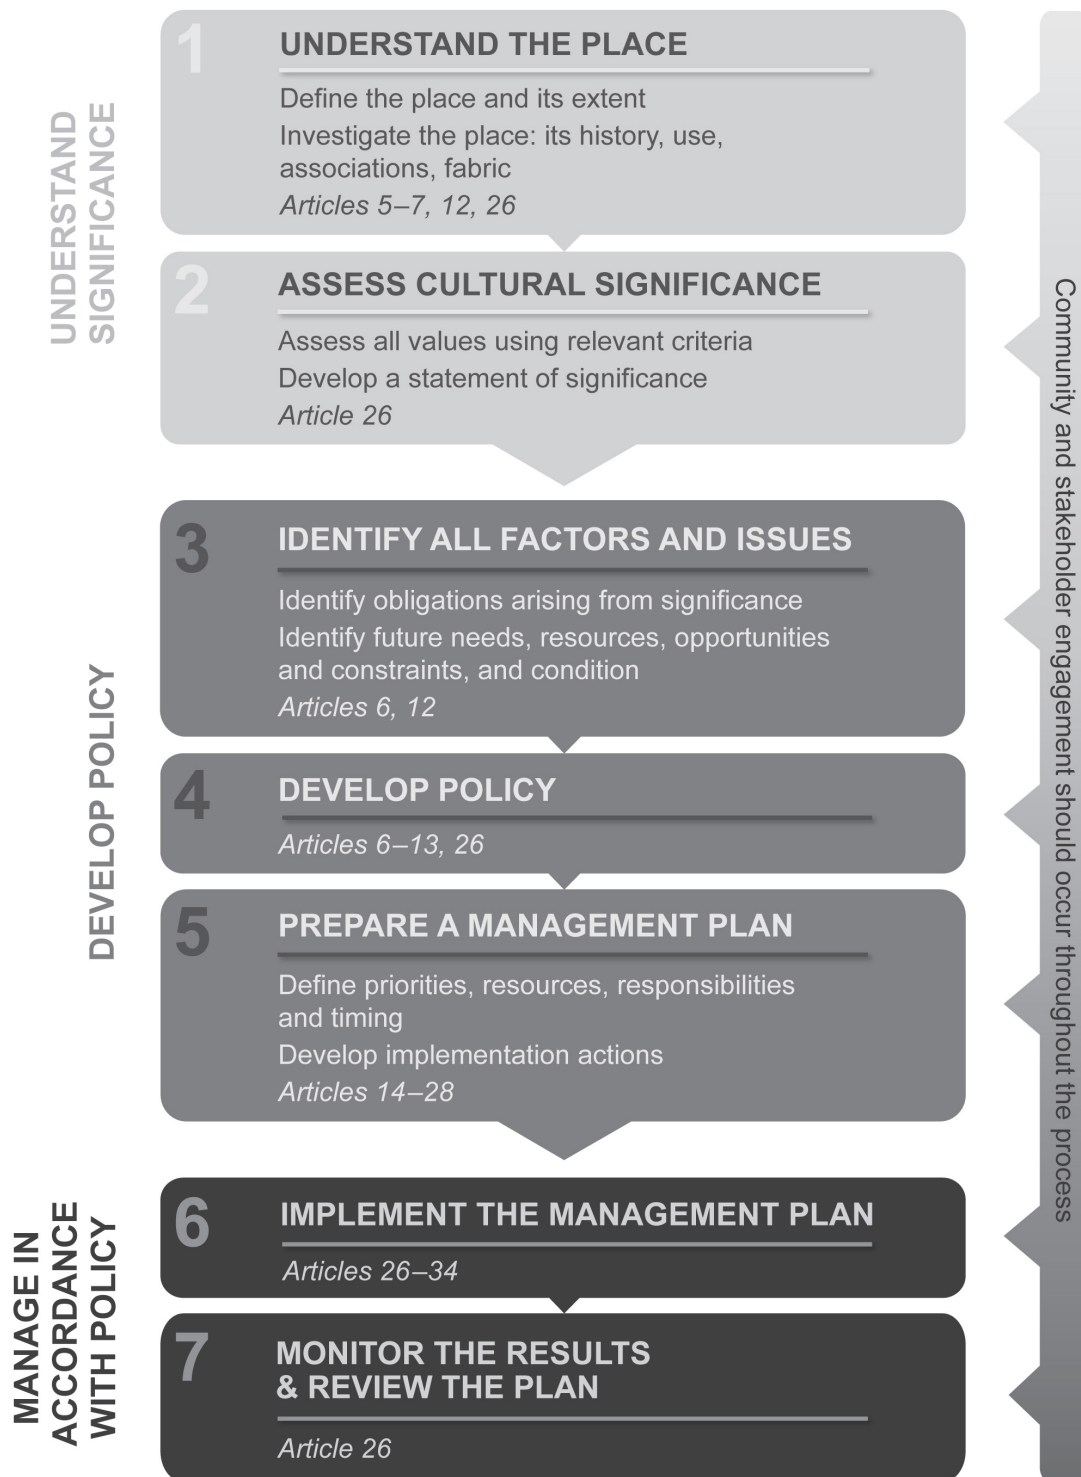 UNDERSTAND
SIGNIFICANCE
1
UNDERSTAND THE PLACE
Define the place and its extent
Investigate the place: its history, use,
associations, fabric
Articles 5–7, 12, 26
2
ASSESS CULTURAL SIGNIFICANCE
Assess all values using relevant criteria
Develop a statement of significance
Article 26
DEVELOP POLICY
3
IDENTIFY ALL FACTORS AND ISSUES
Identify obligations arising from significance
Identify future needs, resources, opportunities
and constraints, and condition
Articles 6, 12
4
DEVELOP POLICY
Articles 6–13, 26
5
PREPARE A MANAGEMENT PLAN
Define priorities, resources, responsibilities
and timing
Develop implementation actions
Articles 14–28
MANAGE IN
ACCORDANCE
WITH POLICY
6
IMPLEMENT THE MANAGEMENT PLAN
Articles 26–34
7
MONITOR THE RESULTS
& REVIEW THE PLAN
Article 26
Community and stakeholder engagement should occur throughout the process